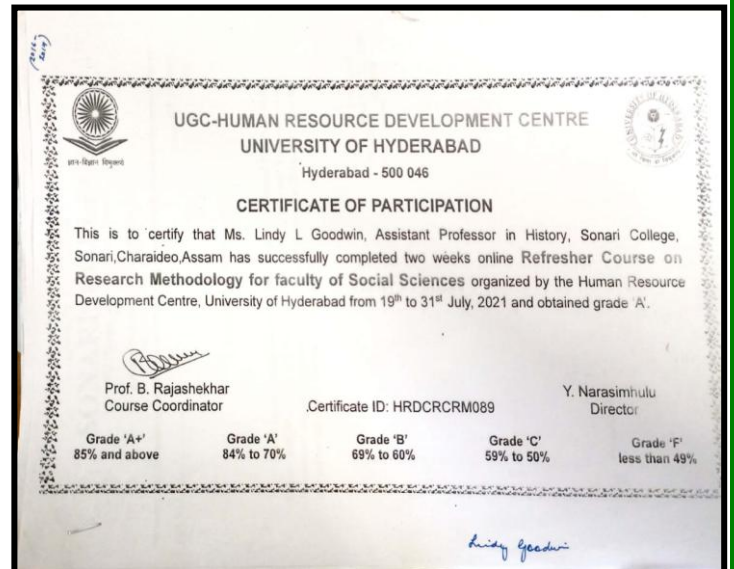 UGC-HUMAN RESOURCE DEVELOPMENT CENTRE
UNIVERSITY OF HYDERABAD
Hyderabad - 500 046
ज्ञान-विज्ञान विमुक्तये
CERTIFICATE OF PARTICIPATION
This is to certify that Ms. Lindy L Goodwin, Assistant Professor in History, Sonari College,
Sonari,Charaideo,Assam has successfully completed two weeks online Refresher Course on
Research Methodology for faculty of Social Sciences organized by the Human Resource
Development Centre, University of Hyderabad from 19th to 31st July, 2021 and obtained grade 'A'.
Prof. B. Rajashekhar
Course Coordinator
Certificate ID: HRDCRCRM089
Y. Narasimhulu
Director
Grade 'A+' Grade 'A' Grade 'B' Grade 'C' Grade 'F'
85% and above 84% to 70% 69% to 60% 59% to 50% less than 49%
Lindy Goodwin